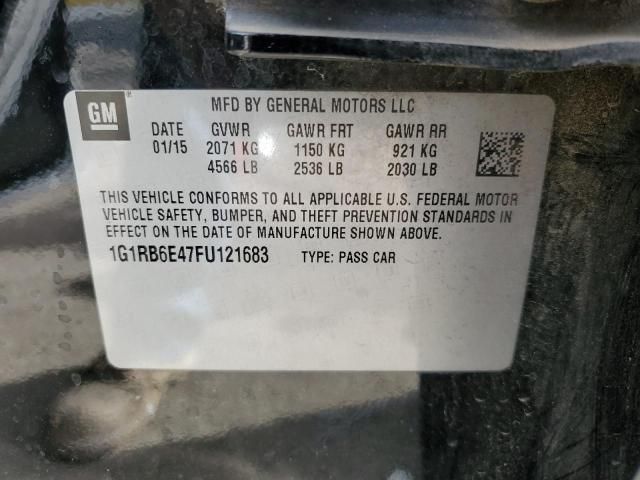 GM
MFD BY GENERAL MOTORS LLC
DATE GVWR GAWR FRT GAWR RR
01/15 2071 KG 1150 KG 921 KG
4566 LB 2536 LB 2030 LB
THIS VEHICLE CONFORMS TO ALL APPLICABLE U.S. FEDERAL MOTOR
VEHICLE SAFETY, BUMPER, AND THEFT PREVENTION STANDARDS IN
EFFECT ON THE DATE OF MANUFACTURE SHOWN ABOVE.
1G1RB6E47FU121683 TYPE: PASS CAR